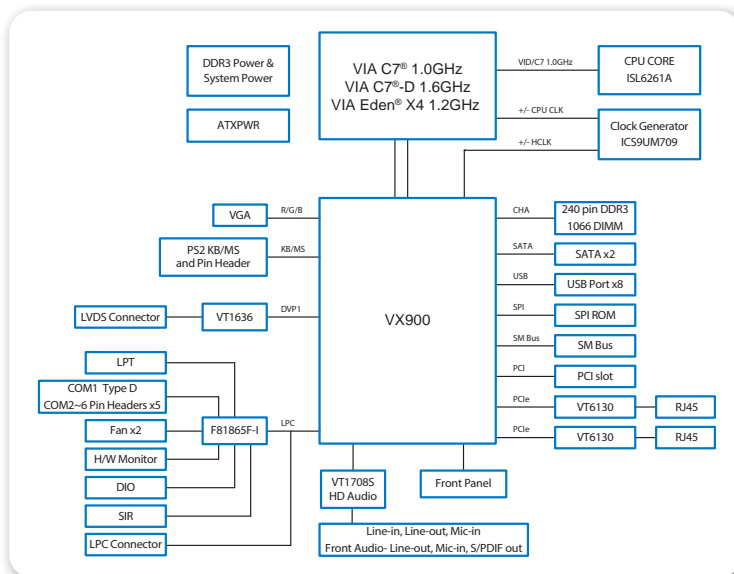 DDR3 Power &
System Power
ATXPWR
VIA C7® 1.0GHz
VIA C7®-D 1.6GHz
VIA Eden® X4 1.2GHz
VID/C7 1.0GHz
CPU CORE
ISL6261A
+/- CPU CLK
+/- HCLK
Clock Generator
ICS9UM709
VGA
R/G/B
PS2 KB/MS
and Pin Header
KB/MS
LVDS Connector
VT1636
DVP1
LPT
COM1 Type D
COM2~6 Pin Headers x5
Fan x2
F81865F-I
LPC
H/W Monitor
DIO
SIR
LPC Connector
VX900
CHA
240 pin DDR3
1066 DIMM
SATA
SATA x2
USB
USB Port x8
SPI
SPI ROM
SM Bus
SM Bus
PCI
PCI slot
PCIe
VT6130
RJ45
PCIe
VT6130
RJ45
VT1708S
HD Audio
Front Panel
Line-in, Line-out, Mic-in
Front Audio- Line-out, Mic-in, S/PDIF out